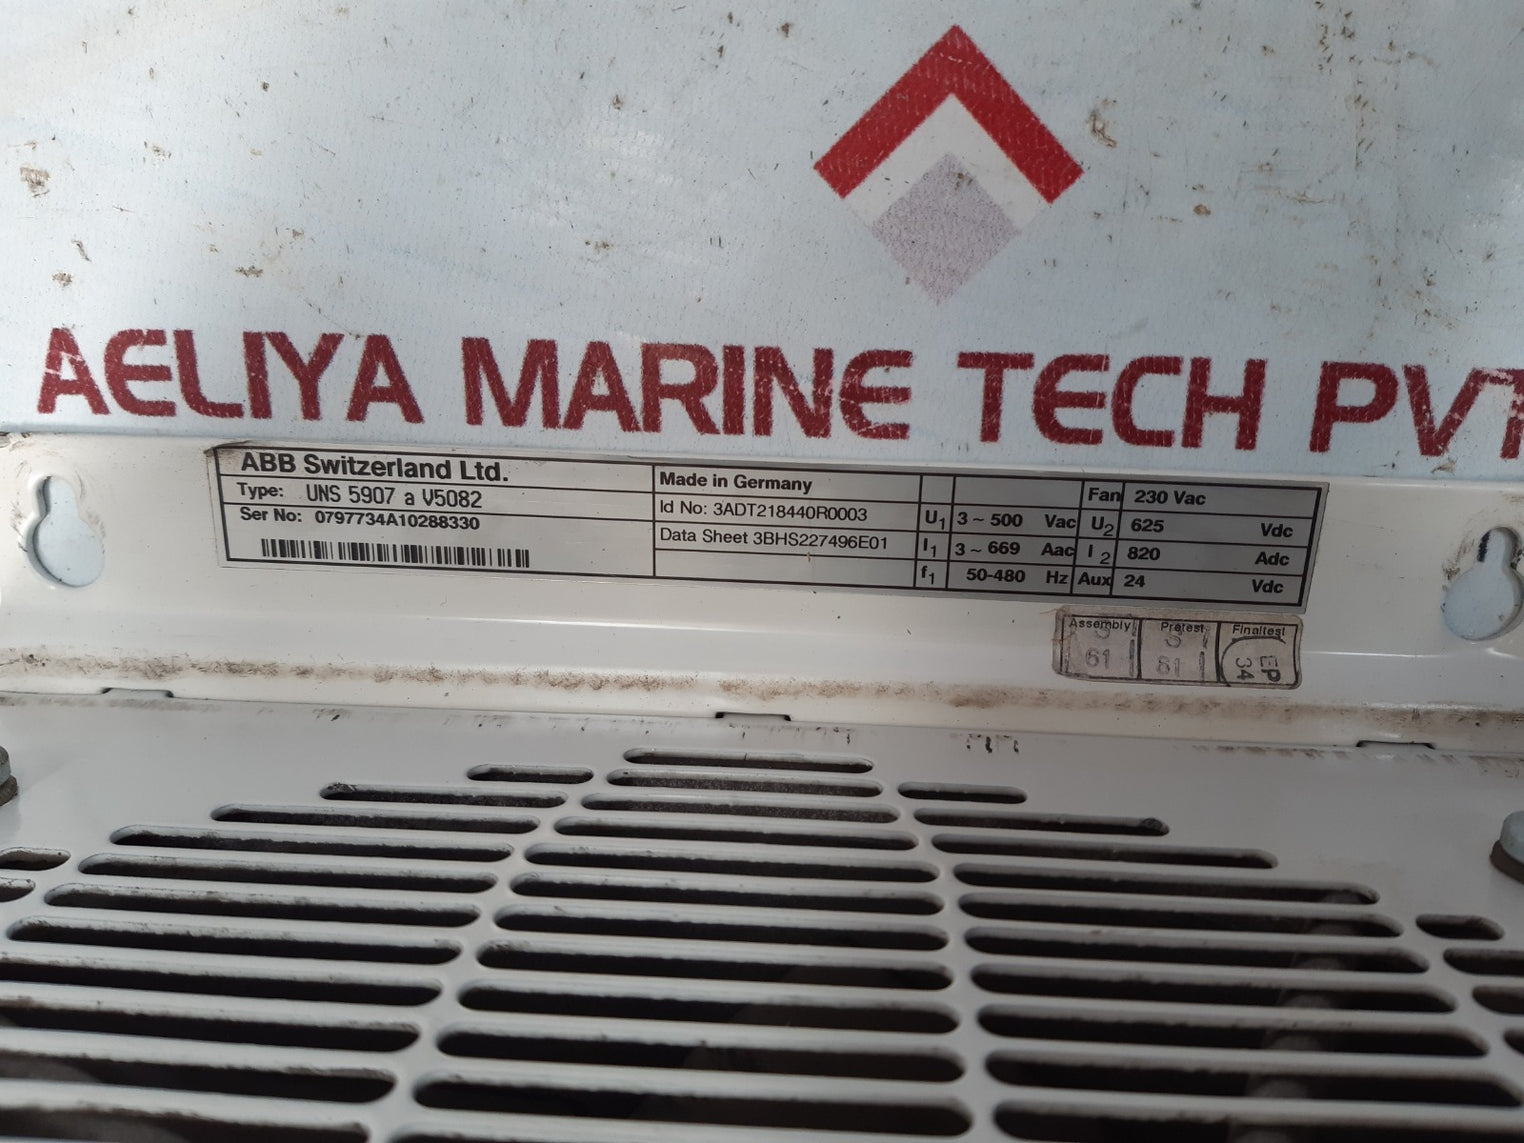 AELIYA MARINE TECH PVT
ABB Switzerland Ltd.
Type: UNS 5907 a V5082
Ser No: 0797734A10288330
Made in Germany
Id No: 3ADT218440R0003
Data Sheet 3BHS227496E01
Fan 230 Vac
U1 3 ~ 500 Vac U2 625 Vdc
I1 3 ~ 669 Aac I2 820 Adc
f1 50-480 Hz Aux 24 Vdc
Assembly Pretest Finaltest
61 61 EP
34